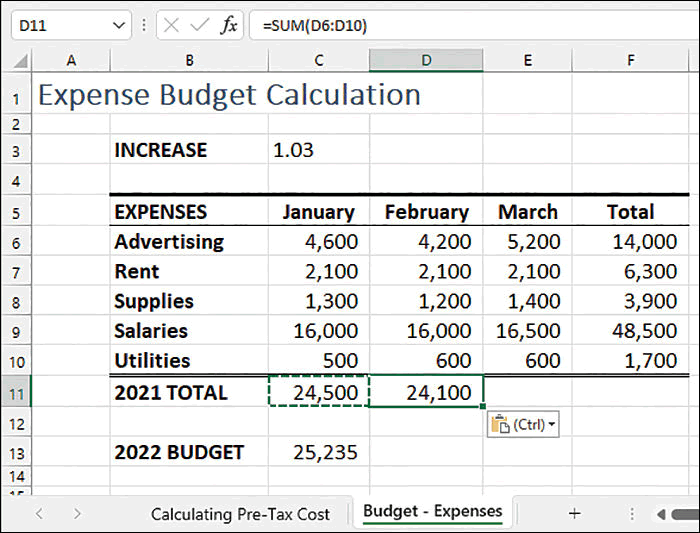 D11 fx =SUM(D6:D10)
A B C D E F
1 Expense Budget Calculation
2
3 INCREASE 1.03
4
5 EXPENSES January February March Total
6 Advertising 4,600 4,200 5,200 14,000
7 Rent 2,100 2,100 2,100 6,300
8 Supplies 1,300 1,200 1,400 3,900
9 Salaries 16,000 16,000 16,500 48,500
10 Utilities 500 600 600 1,700
11 2021 TOTAL 24,500 24,100
12 (Ctrl)
13 2022 BUDGET 25,235
14
15
Calculating Pre-Tax Cost Budget - Expenses